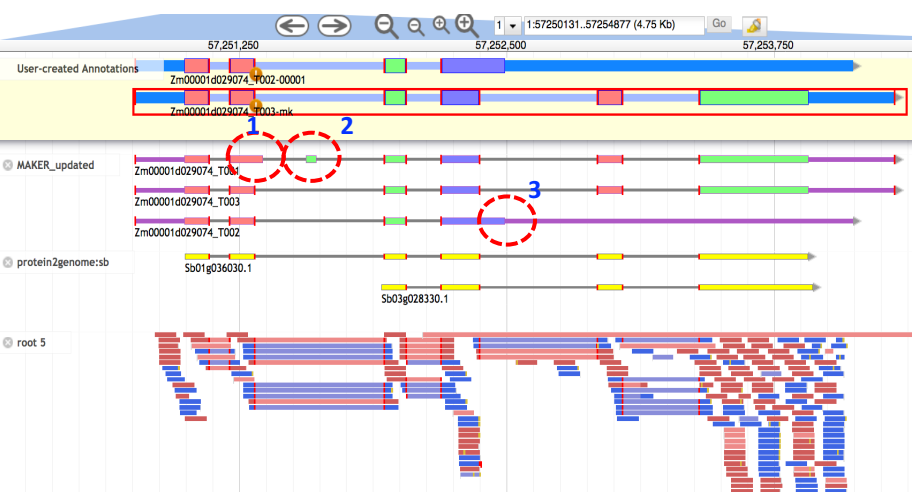 1 1:57250131..57254877 (4.75 Kb) Go
57,251,250 57,252,500 57,253,750
User-created Annotations
Zm00001d029074_T002-00001
Zm00001d029074_T003-mk
1 2
MAKER_updated
Zm00001d029074_T001
Zm00001d029074_T003
3
Zm00001d029074_T002
protein2genome:sb
Sb01g036030.1
Sb03g028330.1
root 5